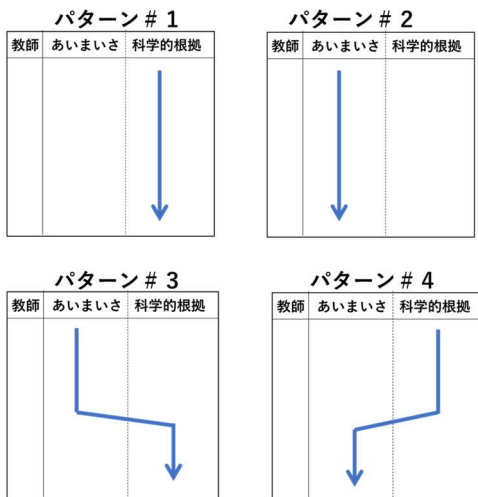 パターン# 1
教師 あいまいさ 科学的根拠
パターン# 2
教師 あいまいさ 科学的根拠
パターン# 3
教師 あいまいさ 科学的根拠
パターン# 4
教師 あいまいさ 科学的根拠